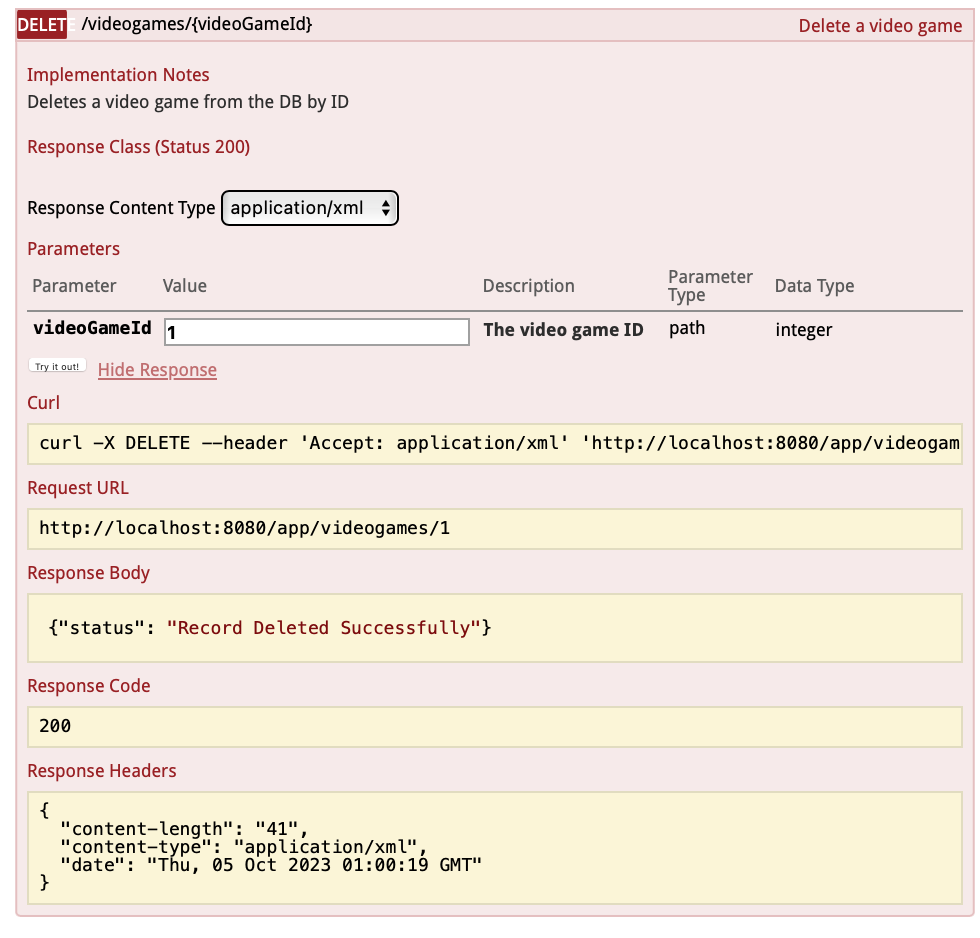 DELETE /videogames/{videoGameId} Delete a video game
Implementation Notes
Deletes a video game from the DB by ID
Response Class (Status 200)
Response Content Type application/xml
Parameters
Parameter Value Description Parameter Type Data Type
videoGameId 1 The video game ID path integer
Try it out! Hide Response
Curl
curl -X DELETE --header 'Accept: application/xml' 'http://localhost:8080/app/videogam
Request URL
http://localhost:8080/app/videogames/1
Response Body
{"status": "Record Deleted Successfully"}
Response Code
200
Response Headers
{
"content-length": "41",
"content-type": "application/xml",
"date": "Thu, 05 Oct 2023 01:00:19 GMT"
}